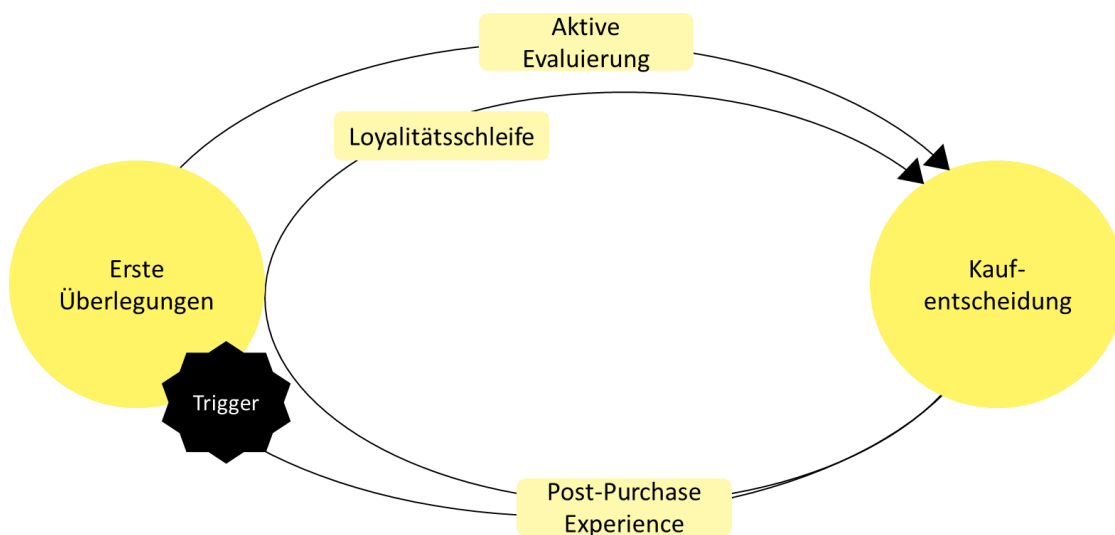 Aktive
Evaluierung
Loyalitätsschleife
Erste
Überlegungen
Kauf-
entscheidung
Trigger
Post-Purchase
Experience